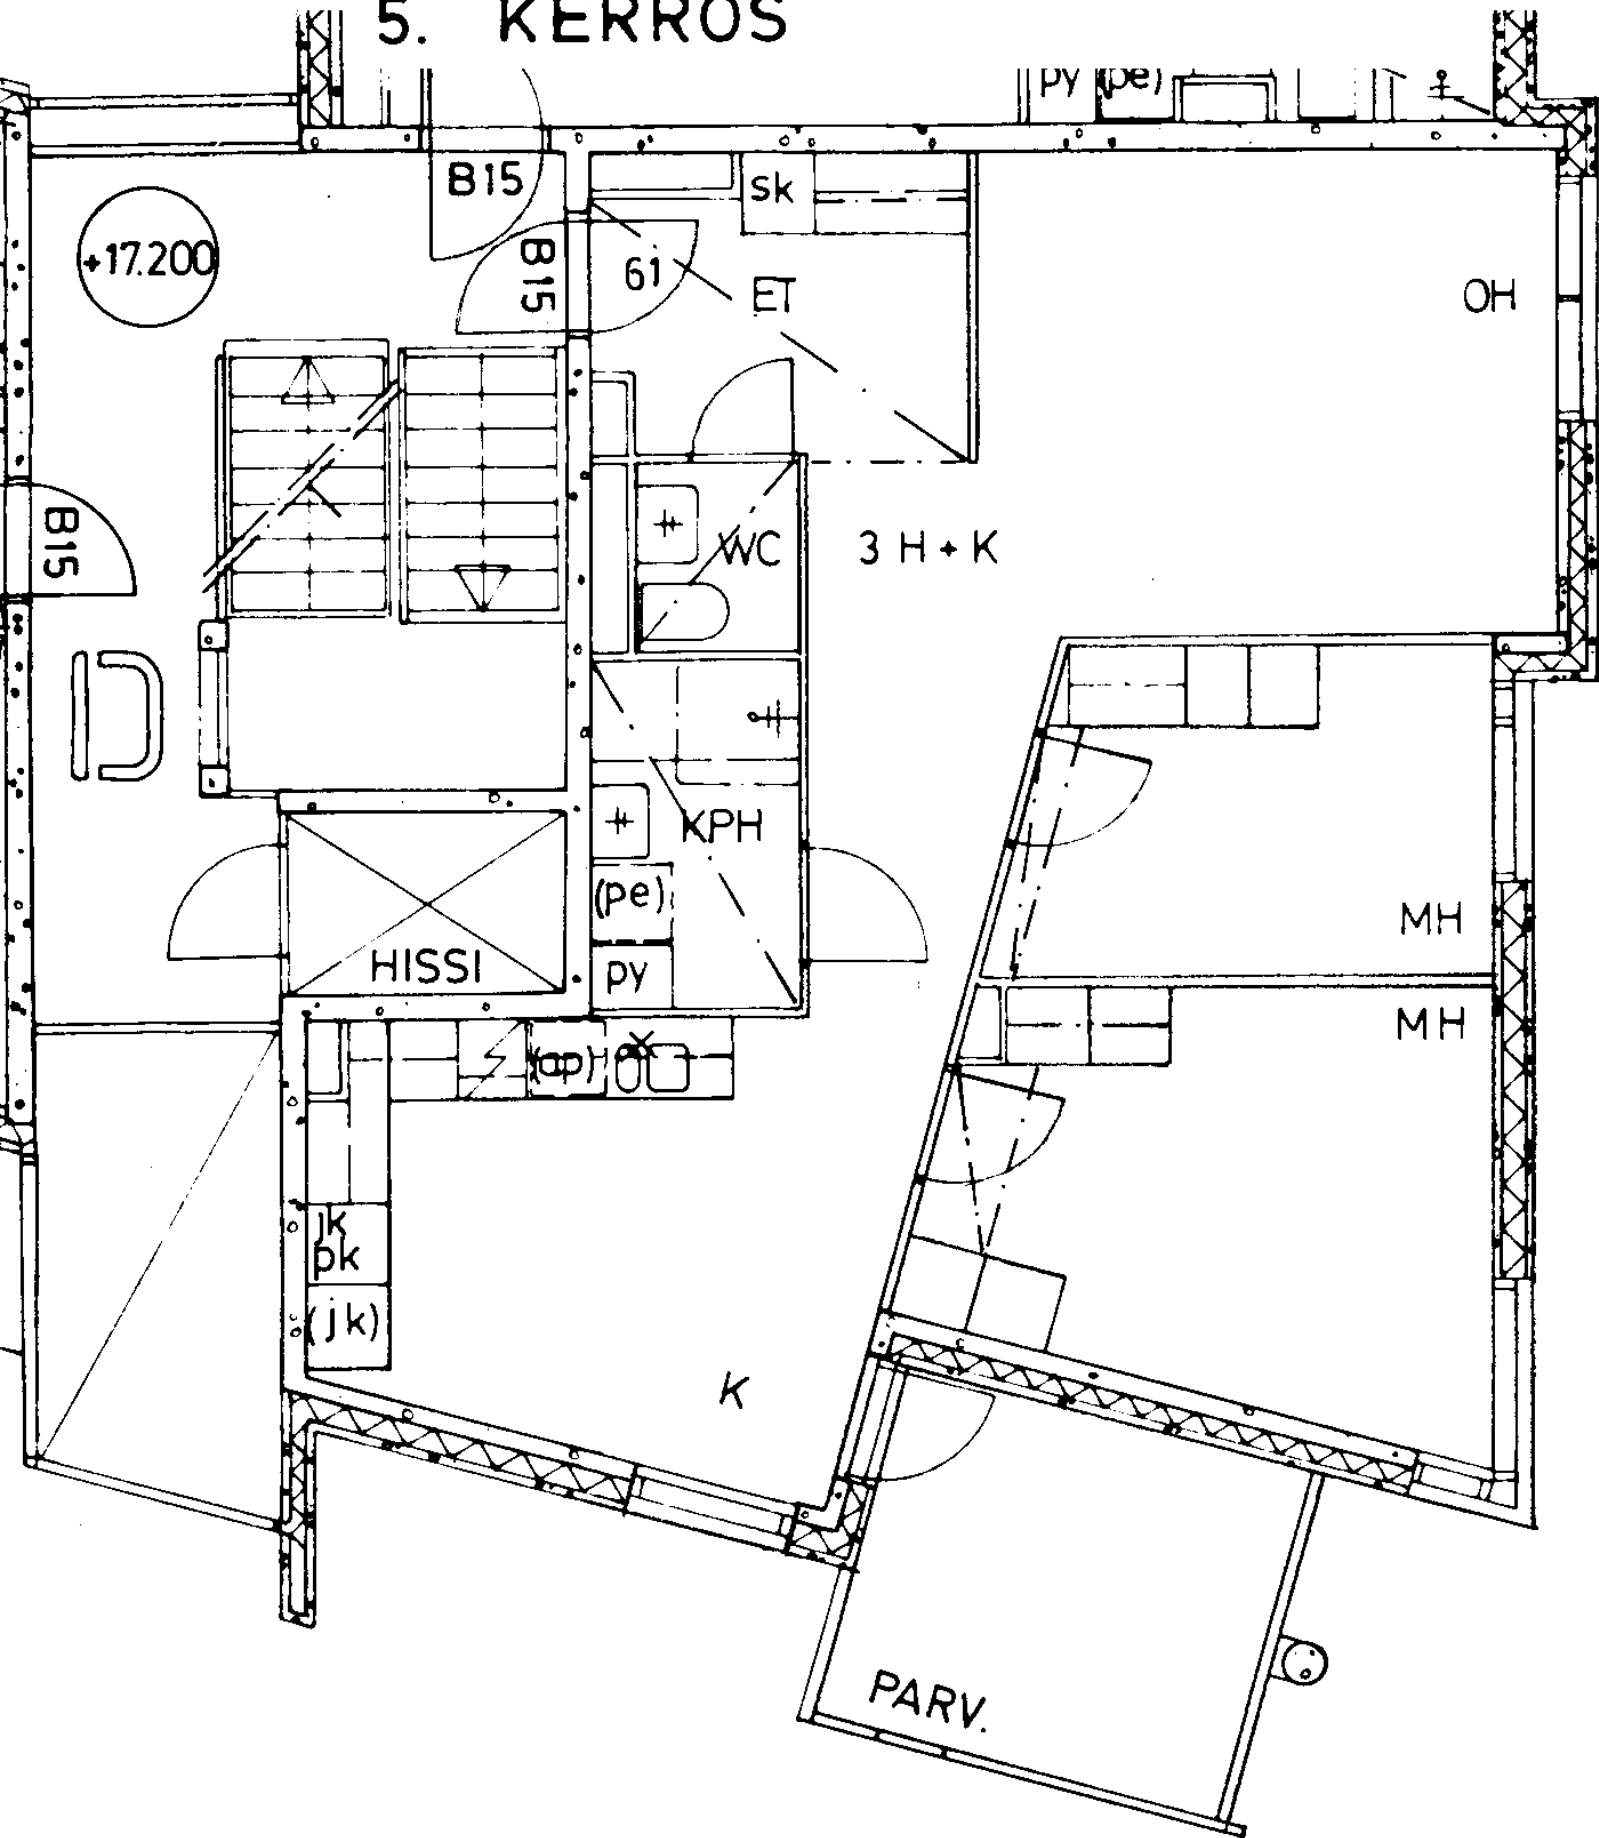 5. KERROS
py (pe)
B15
sk
+17.200
B15
61
ET
OH
B15
WC
3 H + K
KPH
(pe)
MH
HISSI
py
MH
(ap)
jk
pk
(jk)
K
PARV.